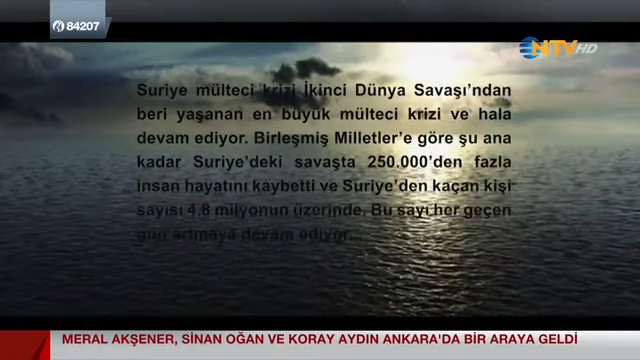 84207
NTV HD
Suriye mülteci krizi İkinci Dünya Savaşı'ndan
beri yaşanan en büyük mülteci krizi ve hala
devam ediyor. Birleşmiş Milletler'e göre şu ana
kadar Suriye'deki savaşta 250.000'den fazla
insan hayatını kaybetti ve Suriye'den kaçan kişi
sayısı 4.8 milyonun üzerinde. Bu sayı her geçen
gün artmaya devam ediyor...
MERAL AKŞENER, SİNAN OĞAN VE KORAY AYDIN ANKARA'DA BİR ARAYA GELDİ